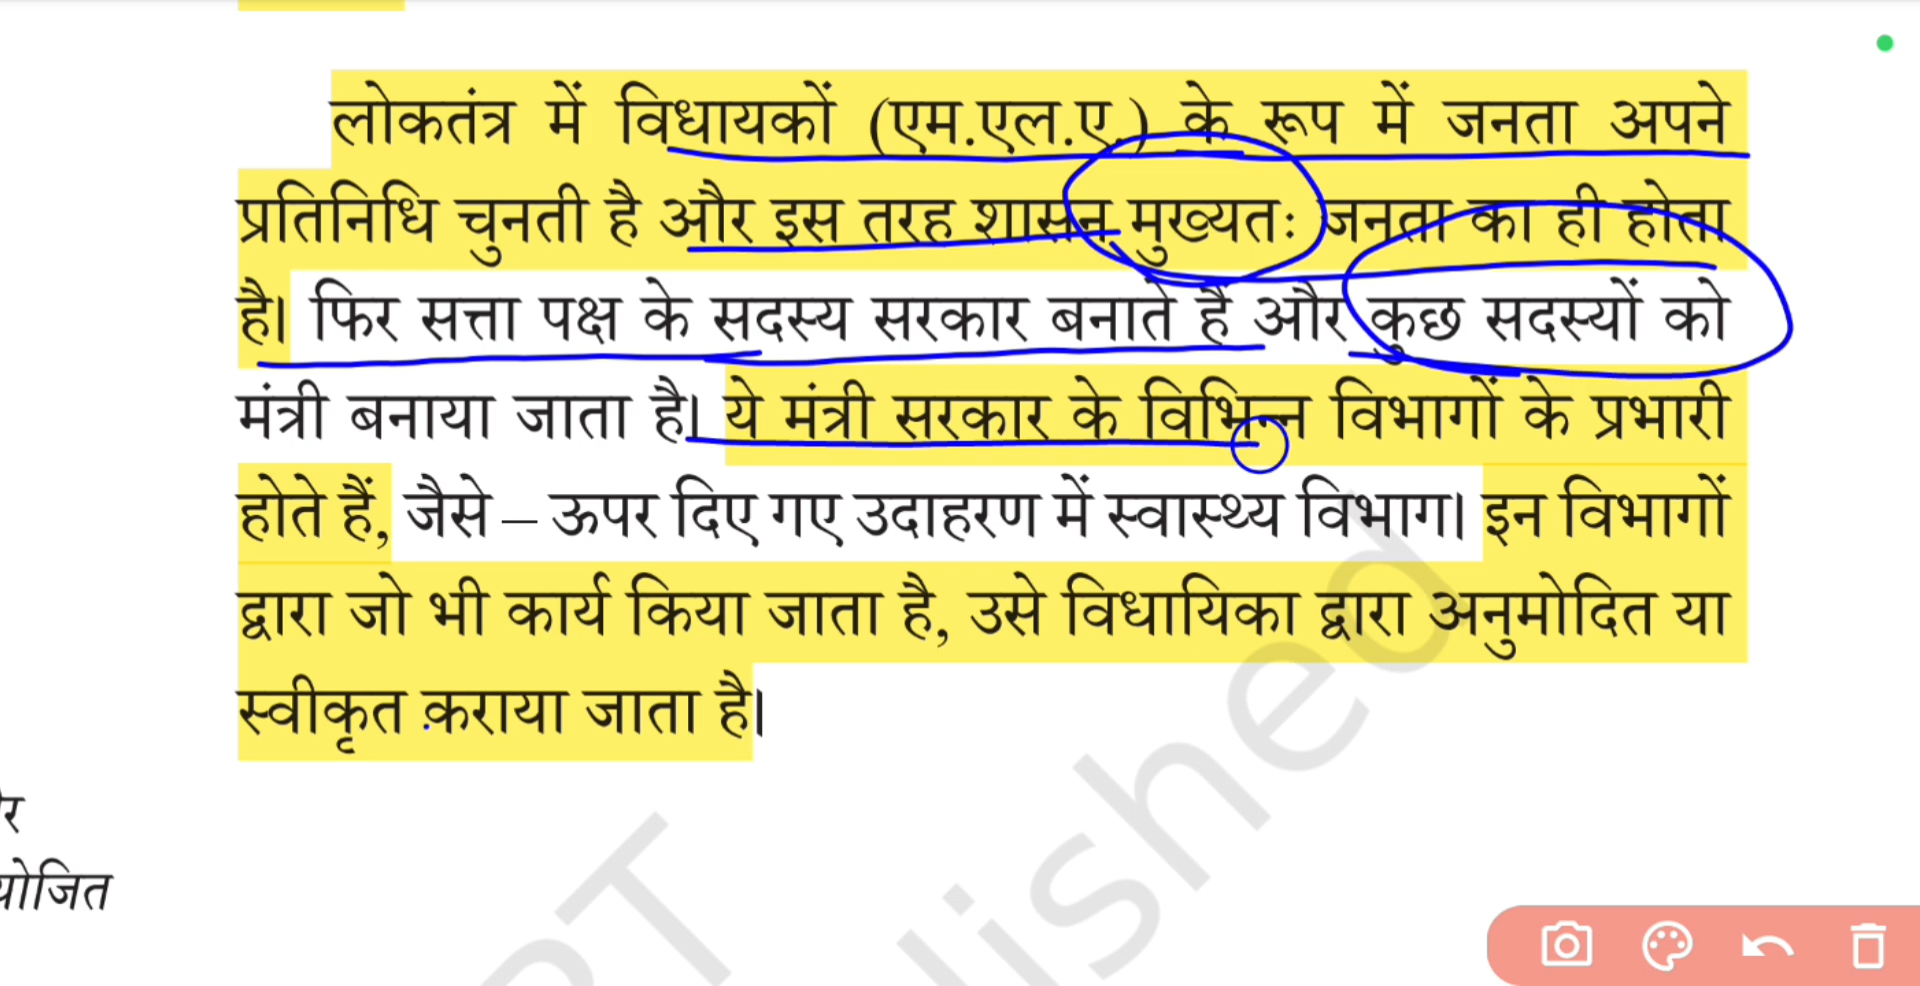 लोकतंत्र में विधायकों (एम.एल.ए.) के रूप में जनता अपने
प्रतिनिधि चुनती है और इस तरह शासन मुख्यतः जनता का ही होता
है। फिर सत्ता पक्ष के सदस्य सरकार बनाते हैं और कुछ सदस्यों को
मंत्री बनाया जाता है। ये मंत्री सरकार के विभिन्न विभागों के प्रभारी
होते हैं, जैसे – ऊपर दिए गए उदाहरण में स्वास्थ्य विभाग। इन विभागों
द्वारा जो भी कार्य किया जाता है, उसे विधायिका द्वारा अनुमोदित या
स्वीकृत कराया जाता है।